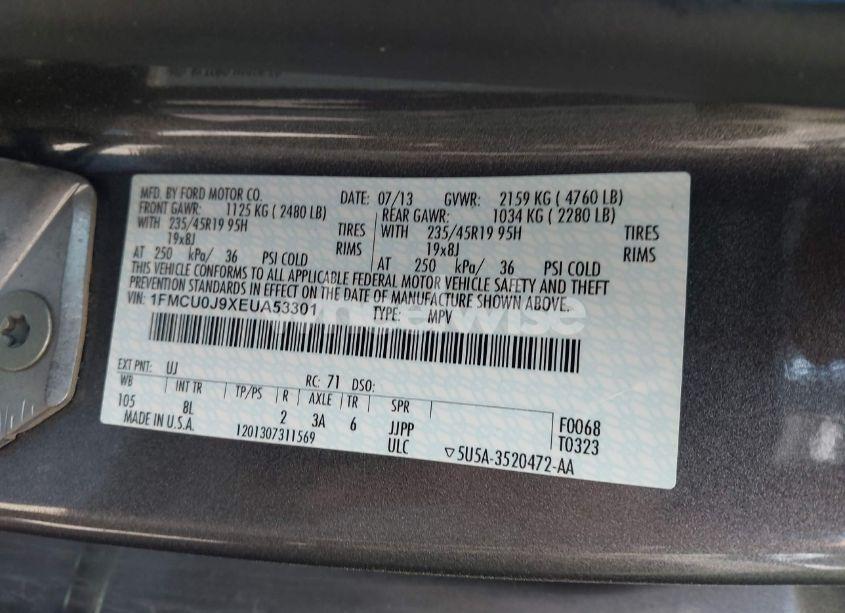 MFD. BY FORD MOTOR CO. DATE: 07/13 GVWR: 2159 KG ( 4760 LB)
FRONT GAWR: 1125 KG ( 2480 LB) REAR GAWR: 1034 KG ( 2280 LB)
WITH 235/45R19 95H TIRES WITH 235/45R19 95H TIRES
19x8J RIMS 19x8J RIMS
AT 250 kPa/ 36 PSI COLD AT 250 kPa/ 36 PSI COLD
THIS VEHICLE CONFORMS TO ALL APPLICABLE FEDERAL MOTOR VEHICLE SAFETY AND THEFT
PREVENTION STANDARDS IN EFFECT ON THE DATE OF MANUFACTURE SHOWN ABOVE.
VIN: 1FMCU0J9XEUA53301 TYPE: MPV
EXT PNT: UJ RC: 71 DSO:
WB INT TR TP/PS R AXLE TR SPR
105 8L 2 3A 6 JJPP F0068
MADE IN U.S.A. 1201307311569 ULC T0323
▽5U5A-3520472-AA